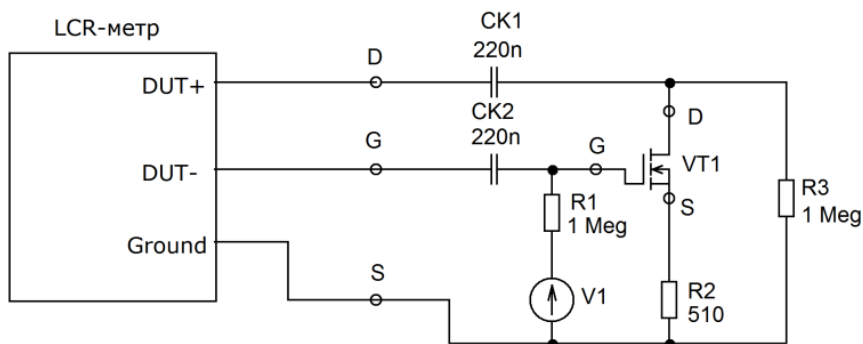 LCR-метр
DUT+
DUT-
Ground
D
G
S
CK1
220n
CK2
220n
G
R1
1 Meg
V1
D
VT1
S
R2
510
R3
1 Meg